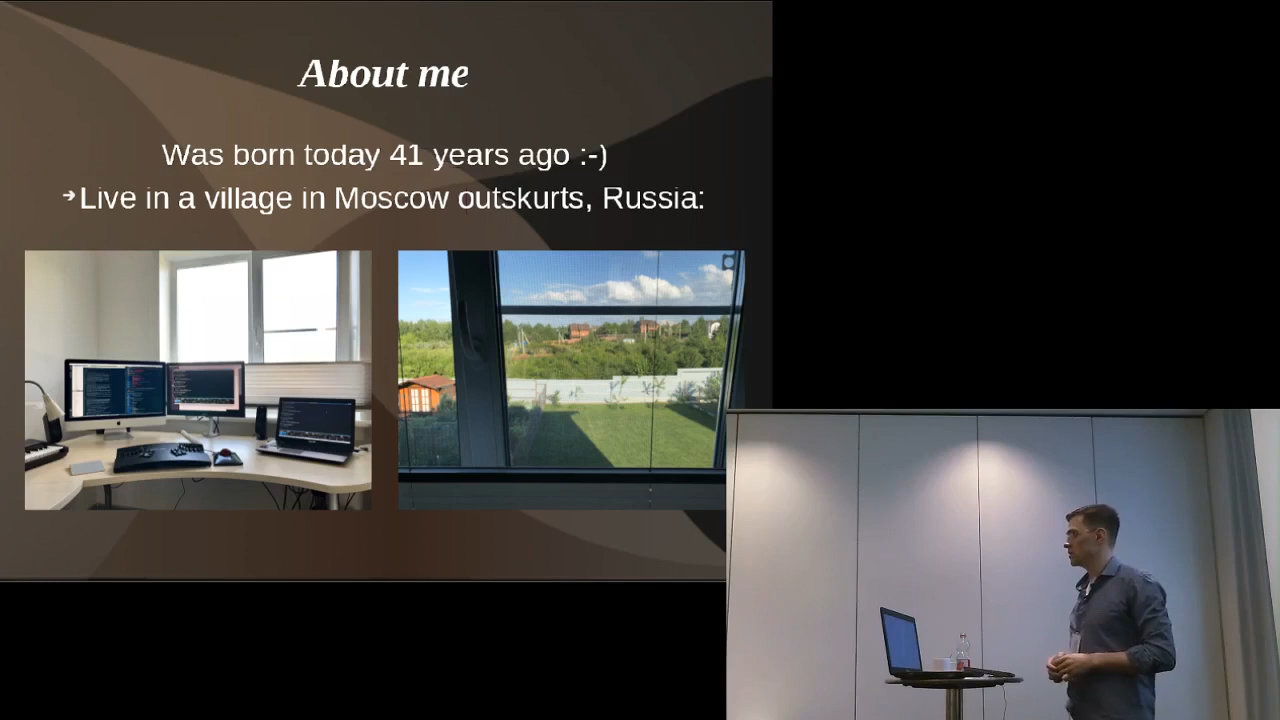 About me
Was born today 41 years ago :-)
➔Live in a village in Moscow outskurts, Russia: